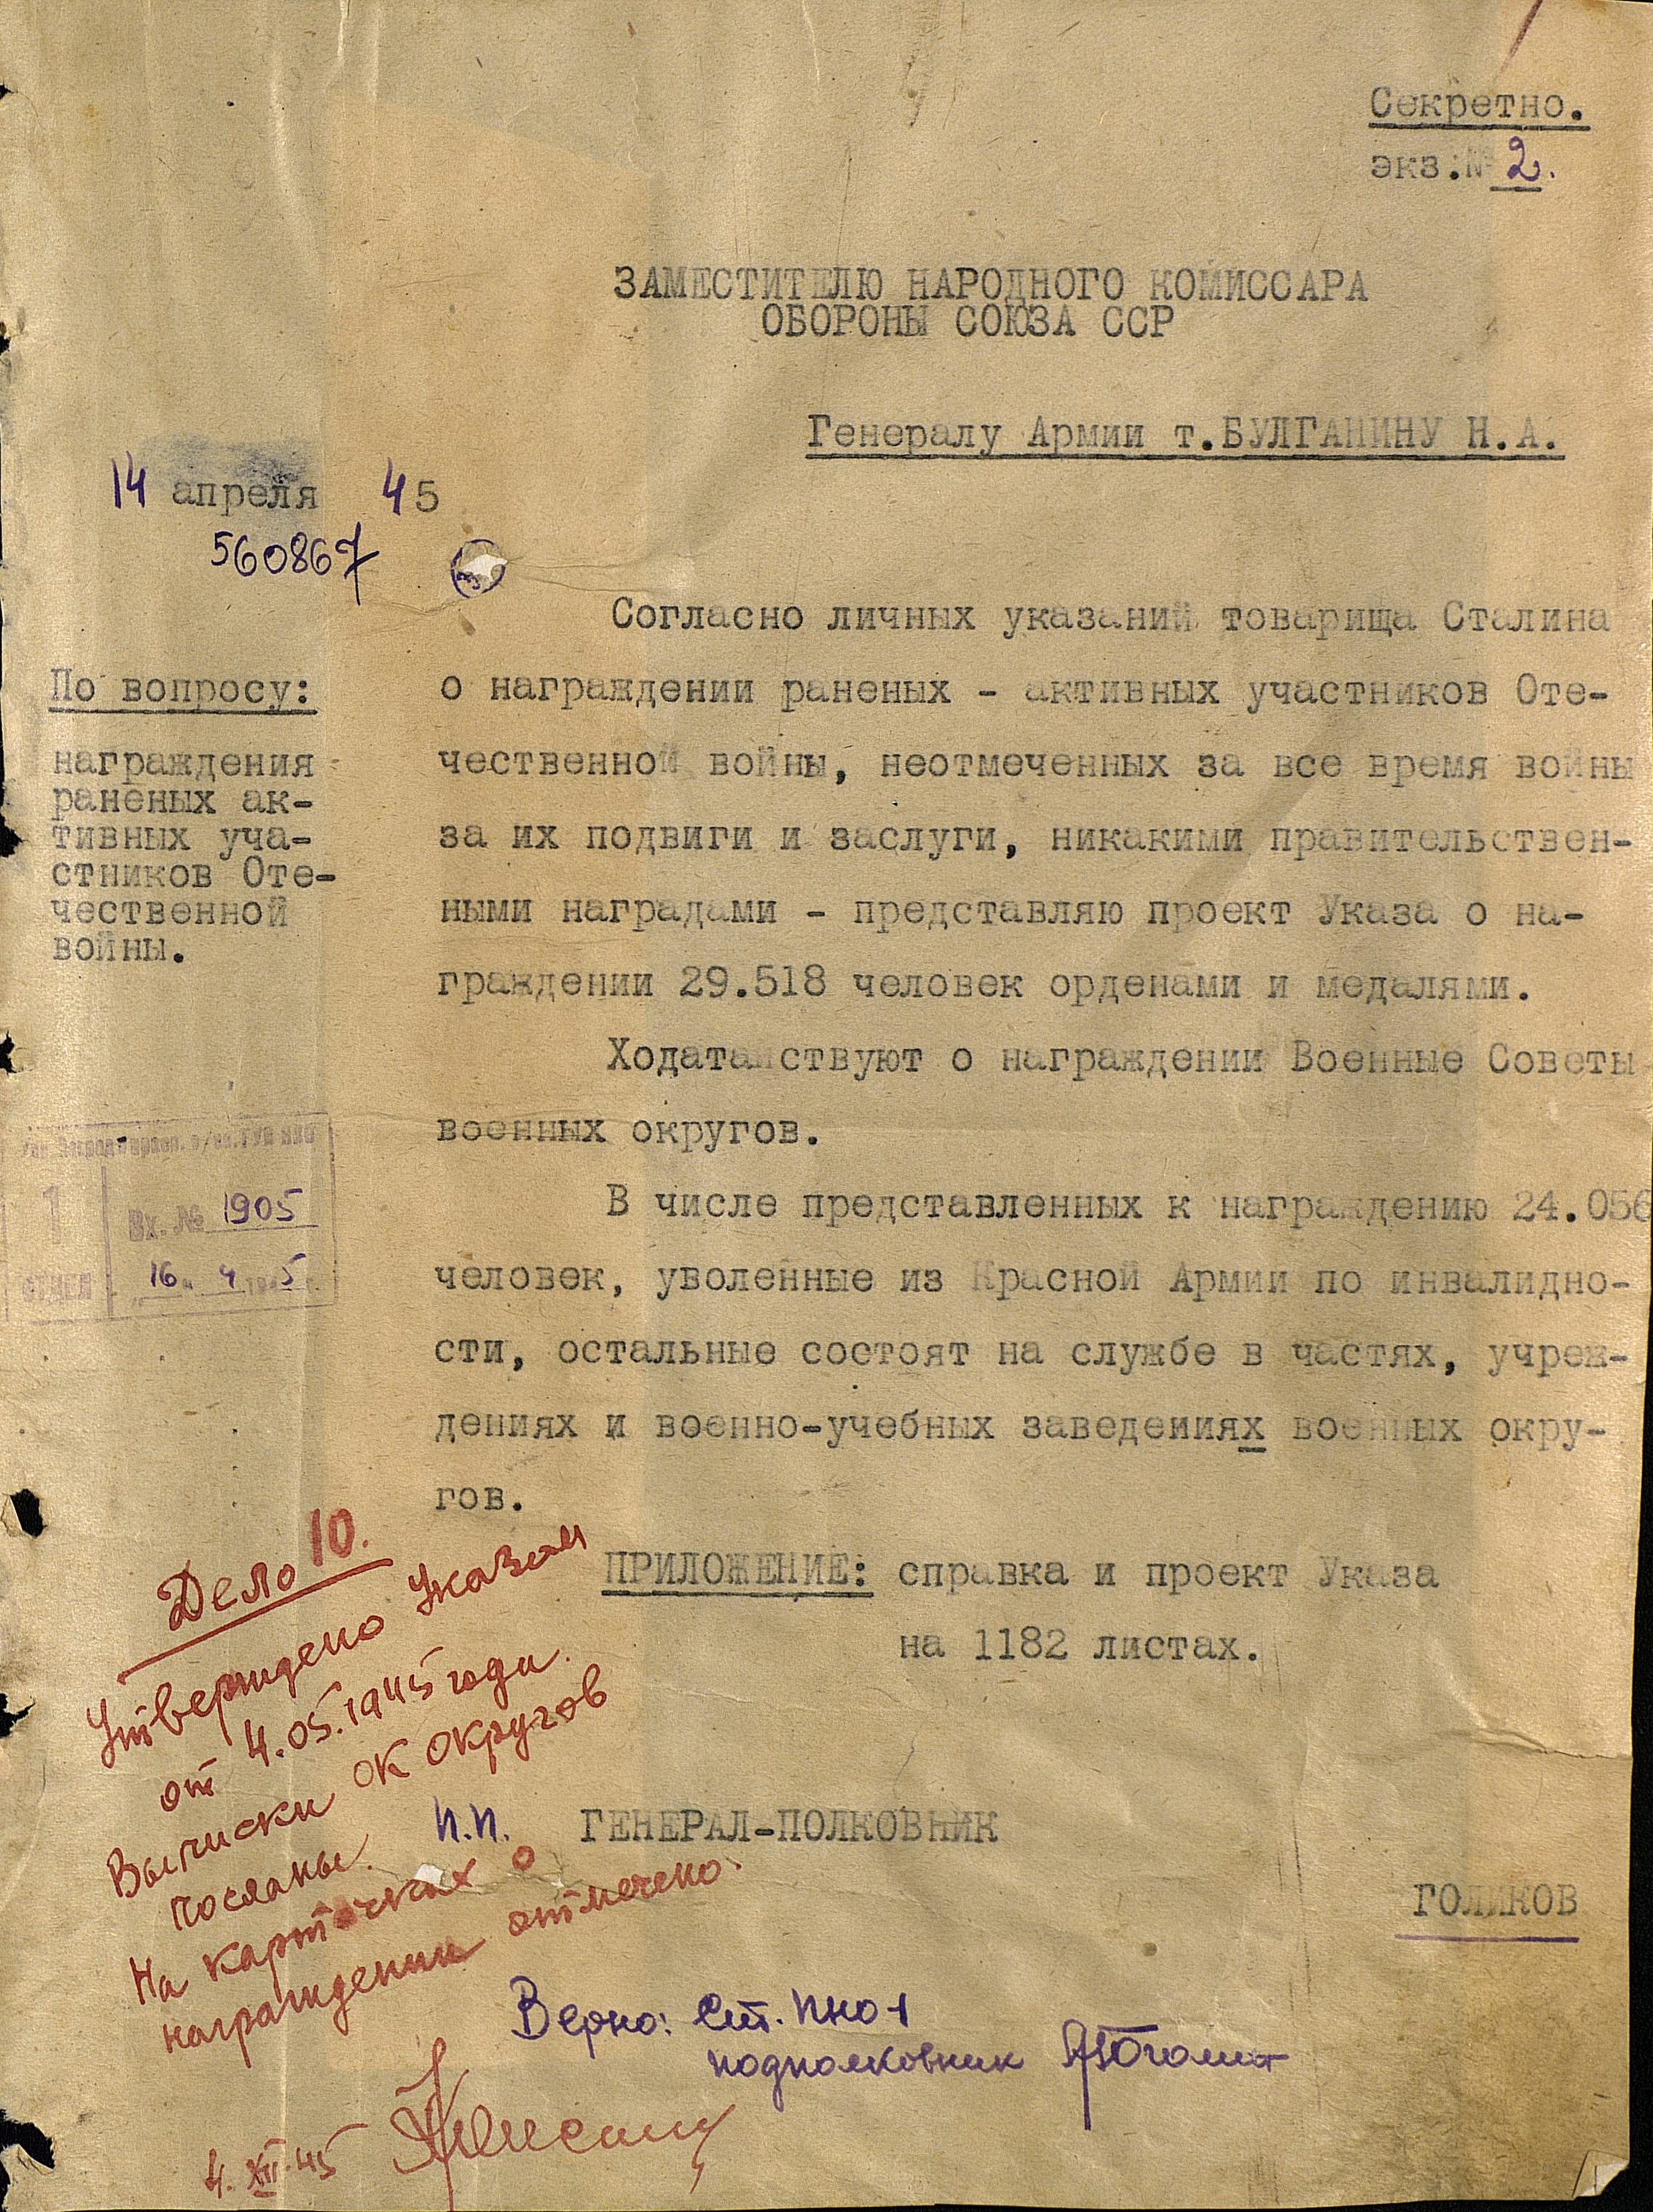 Секретно.
экз.№ 2.
ЗАМЕСТИТЕЛЮ НАРОДНОГО КОМИССАРА
ОБОРОНЫ СОЮЗА ССР
Генералу Армии т.БУЛГАНИНУ Н.А.
14 апреля 45
560867
По вопросу:
награждения
раненых ак-
тивных уча-
стников Оте-
чественной
войны.
Согласно личных указаний товарища Сталина
о награждении раненых - активных участников Оте-
чественной войны, неотмеченных за все время войны
за их подвиги и заслуги, никакими правительствен-
ными наградами - представляю проект Указа о на-
граждении 29.518 человек орденами и медалями.
Ходатайствуют о награждении Военные Советы
военных округов.
В числе представленных к награждению 24.056
человек, уволенные из Красной Армии по инвалидно-
сти, остальные состоят на службе в частях, учреж-
дениях и военно-учебных заведениях военных окру-
гов.
ПРИЛОЖЕНИЕ: справка и проект Указа
на 1182 листах.
1
ОТДЕЛ
Вх. № 1905
16 4 1945 г.
Дело 10.
Утверждено Указом
от 4.05.1945 года.
Выписки ОК округов
посланы.
На карточках о
награждении отмечено.
4.XII.45
п.п. ГЕНЕРАЛ-ПОЛКОВНИК
ГОЛИКОВ
Верно: Ст. ПНО-1
подполковник